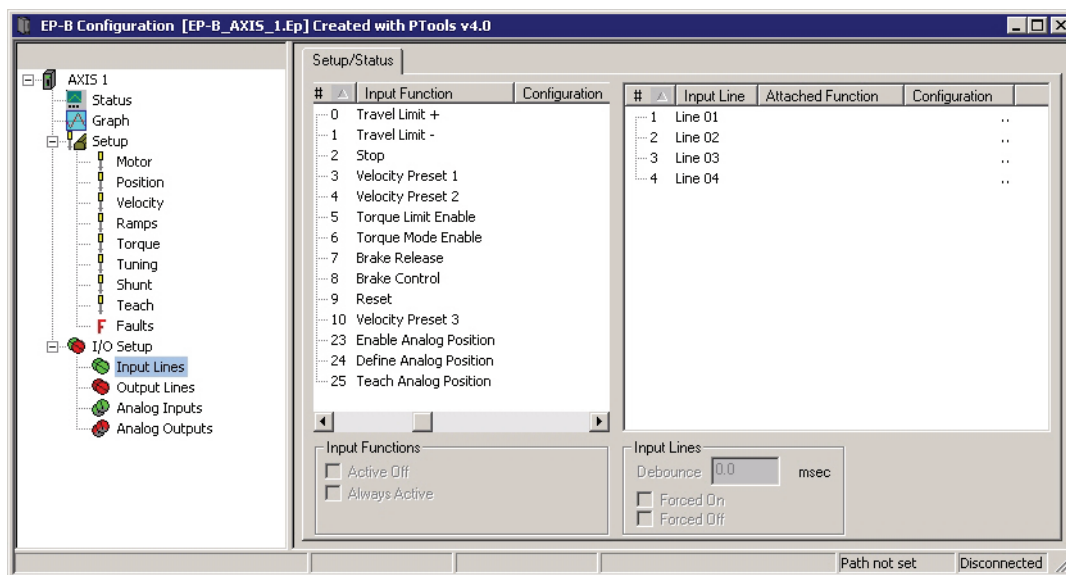 EP-B Configuration [EP-B_AXIS_1.Ep] Created with PTools v4.0
AXIS 1
Status
Graph
Setup
Motor
Position
Velocity
Ramps
Torque
Tuning
Shunt
Teach
F Faults
I/O Setup
Input Lines
Output Lines
Analog Inputs
Analog Outputs
Setup/Status
# Input Function Configuration
0 Travel Limit +
1 Travel Limit -
2 Stop
3 Velocity Preset 1
4 Velocity Preset 2
5 Torque Limit Enable
6 Torque Mode Enable
7 Brake Release
8 Brake Control
9 Reset
10 Velocity Preset 3
23 Enable Analog Position
24 Define Analog Position
25 Teach Analog Position
# Input Line Attached Function Configuration
1 Line 01 ..
2 Line 02 ..
3 Line 03 ..
4 Line 04 ..
Input Functions
Active Off
Always Active
Input Lines
Debounce 0.0 msec
Forced On
Forced Off
Path not set Disconnected